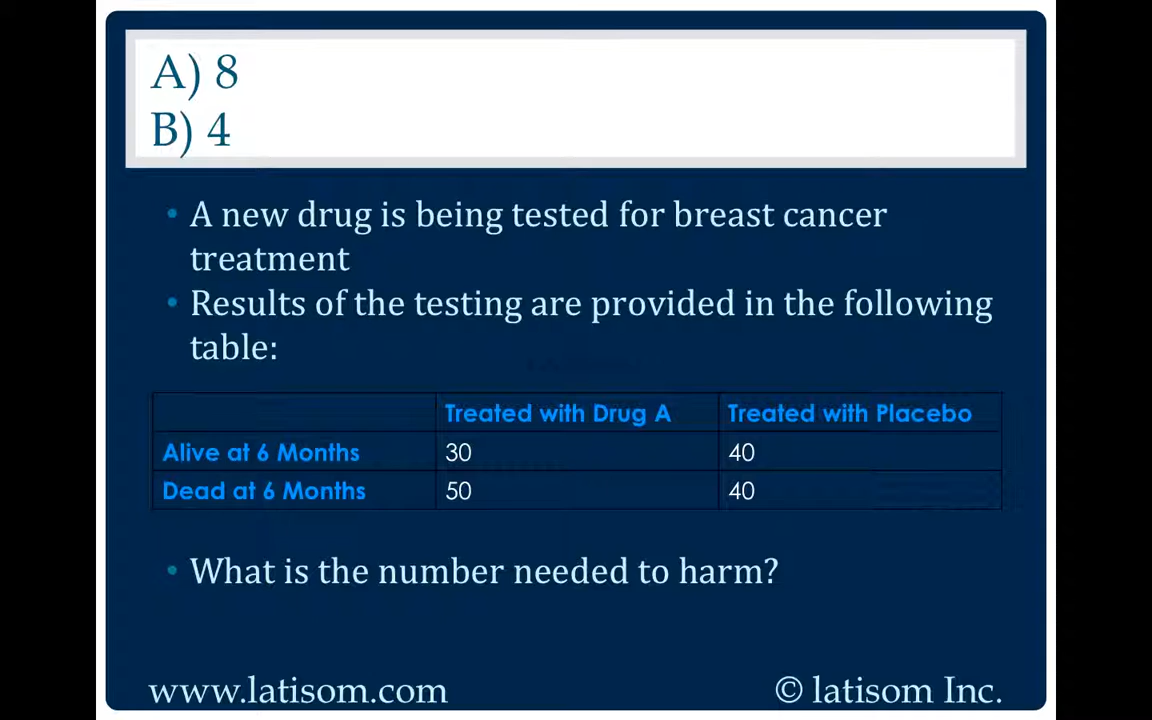 A) 8
B) 4
• A new drug is being tested for breast cancer
treatment
• Results of the testing are provided in the following
table:
Treated with Drug A Treated with Placebo
Alive at 6 Months 30 40
Dead at 6 Months 50 40
• What is the number needed to harm?
www.latisom.com © latisom Inc.